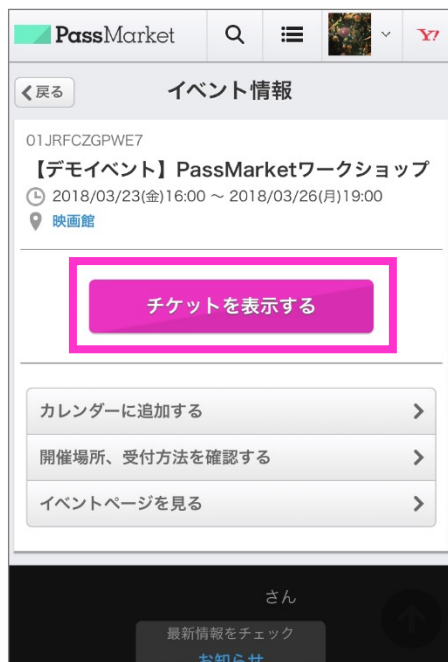 PassMarket
Y!
戻る
イベント情報
01JRFCZGPWE7
【デモイベント】PassMarketワークショップ
2018/03/23(金)16:00 ～ 2018/03/26(月)19:00
映画館
チケットを表示する
カレンダーに追加する
開催場所、受付方法を確認する
イベントページを見る
さん
最新情報をチェック
お知らせ